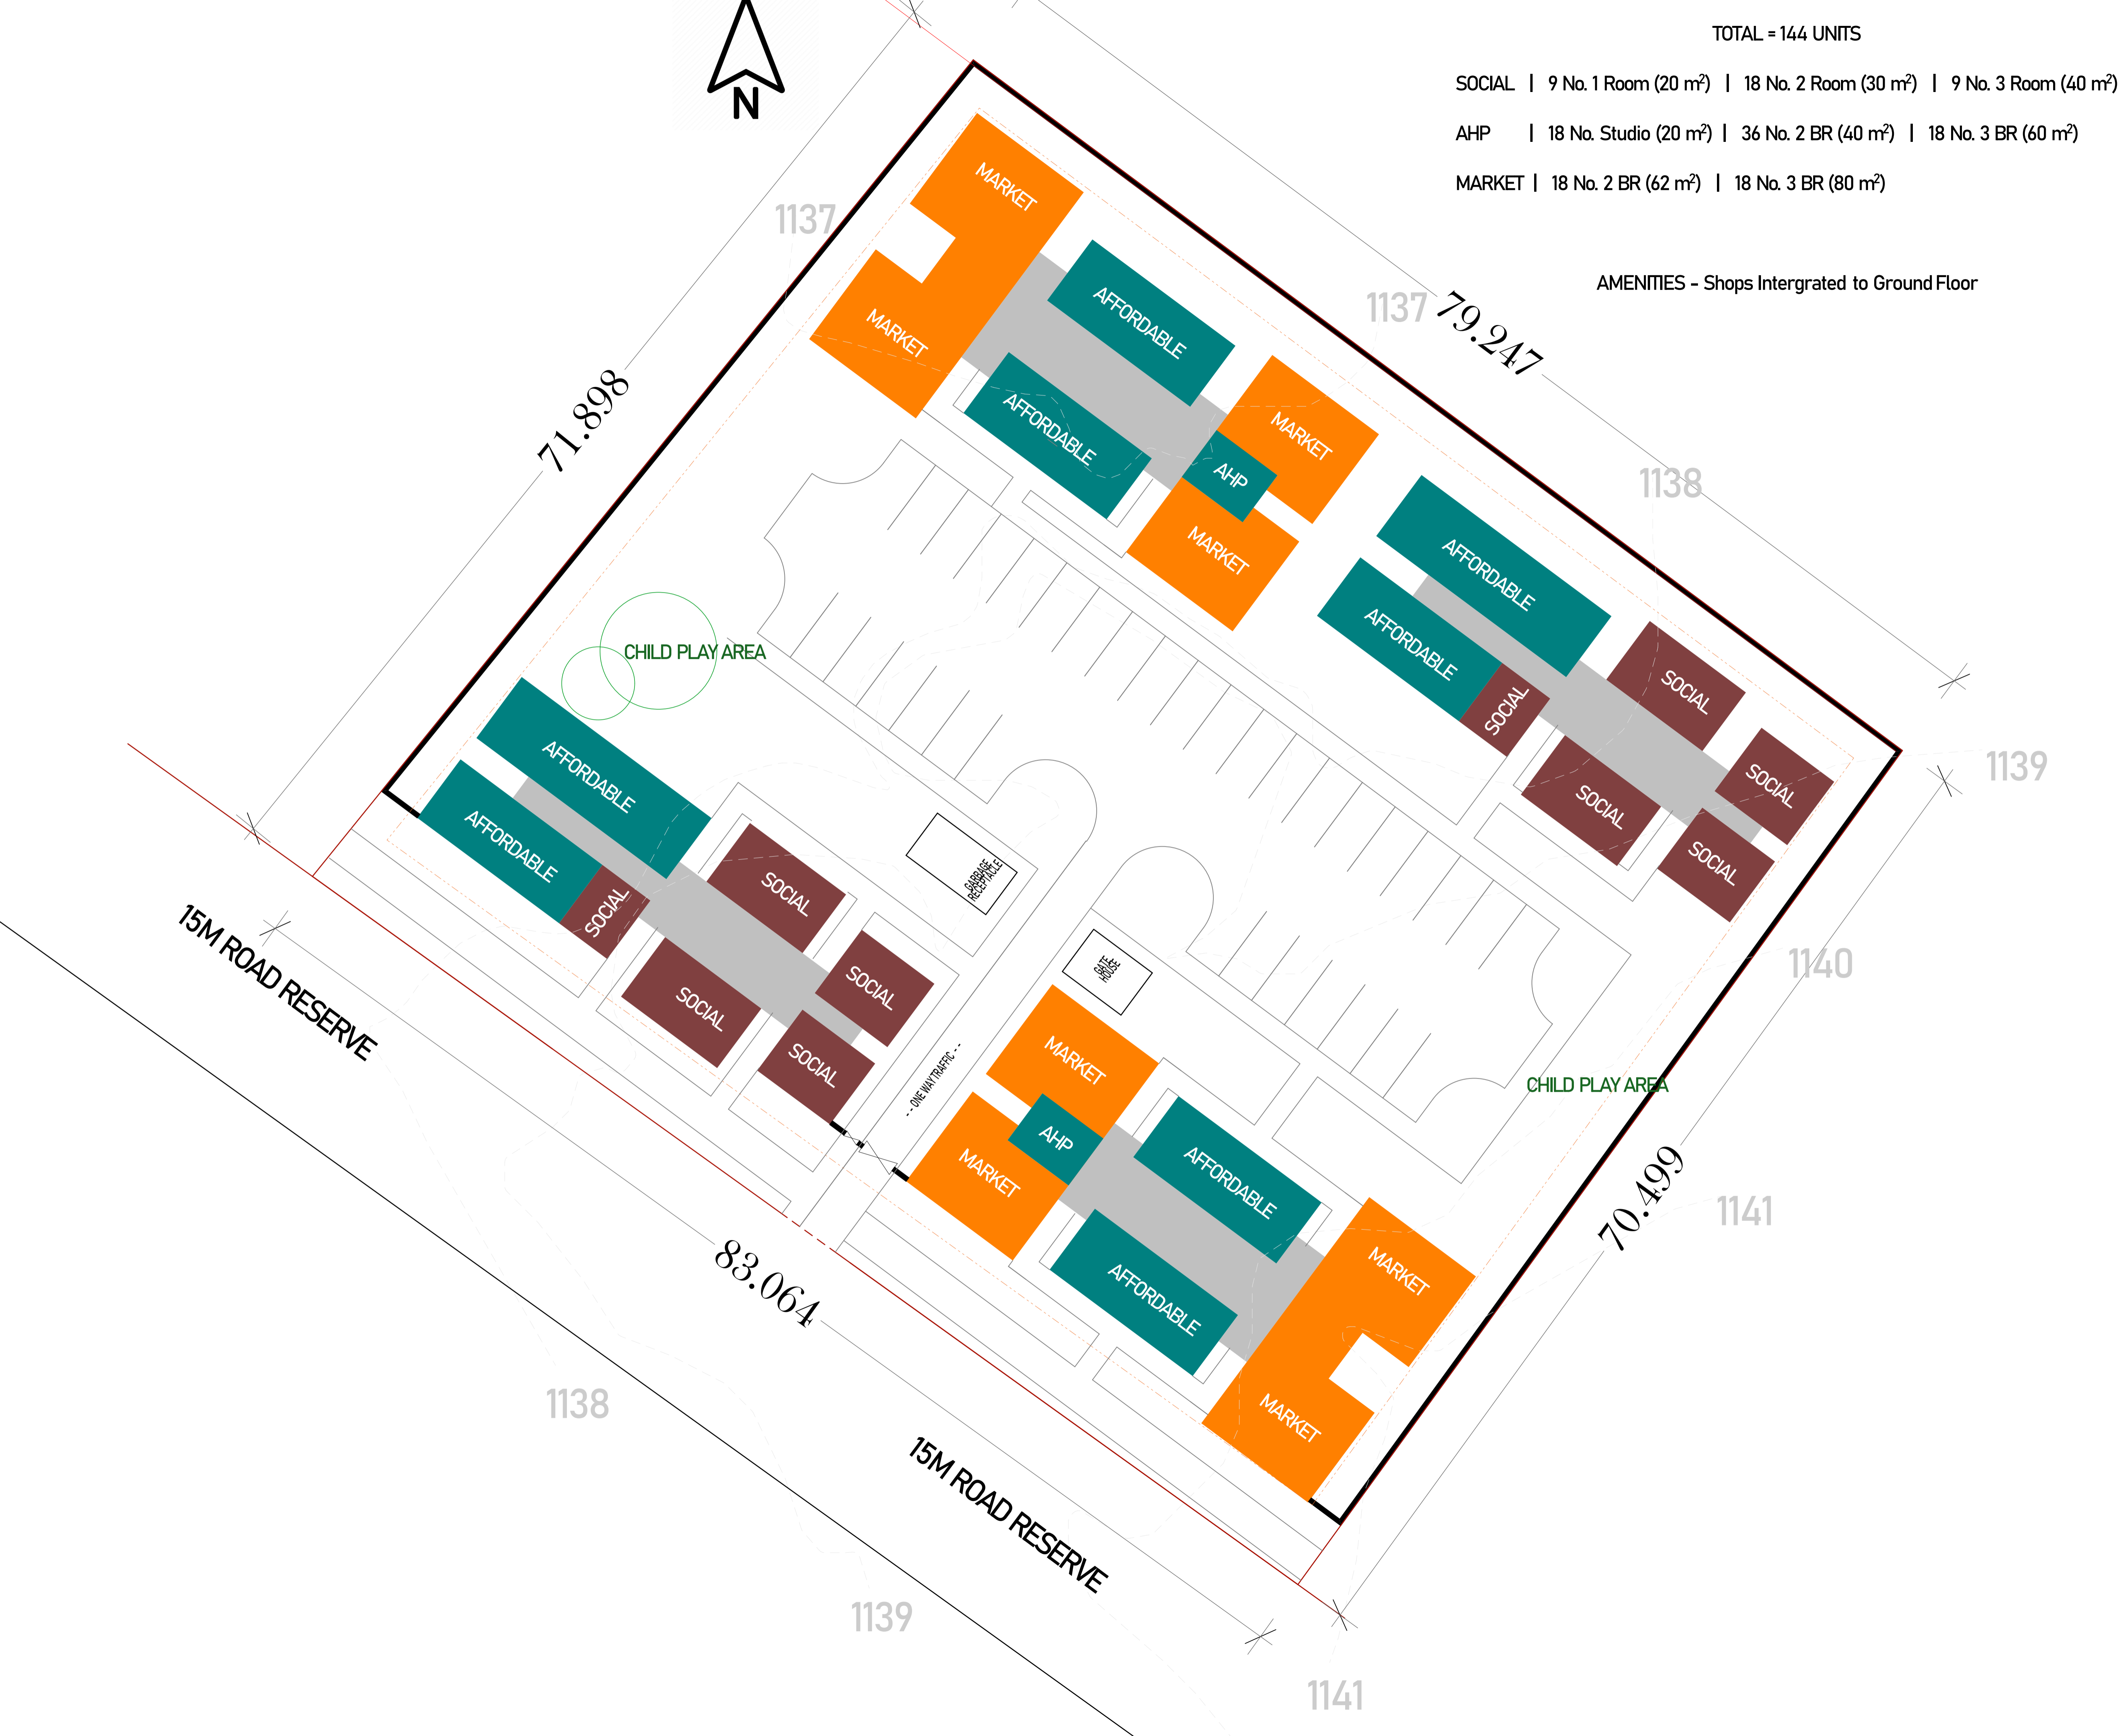 N
TOTAL = 144 UNITS
SOCIAL | 9 No. 1 Room (20 m²) | 18 No. 2 Room (30 m²) | 9 No. 3 Room (40 m²)
AHP | 18 No. Studio (20 m²) | 36 No. 2 BR (40 m²) | 18 No. 3 BR (60 m²)
MARKET | 18 No. 2 BR (62 m²) | 18 No. 3 BR (80 m²)
AMENITIES - Shops Intergrated to Ground Floor
1137
MARKET
MARKET
AFFORDABLE
AFFORDABLE
MARKET
AHP
MARKET
1137
79.247
1138
71.898
AFFORDABLE
AFFORDABLE
SOCIAL
SOCIAL
SOCIAL
SOCIAL
SOCIAL
1139
CHILD PLAY AREA
AFFORDABLE
AFFORDABLE
SOCIAL
SOCIAL
SOCIAL
SOCIAL
SOCIAL
GARBAGE
RECEPTACLE
GATE
HOUSE
1140
15M ROAD RESERVE
- - ONE WAY TRAFFIC - -
MARKET
AHP
MARKET
AFFORDABLE
AFFORDABLE
MARKET
MARKET
CHILD PLAY AREA
70.499
1141
83.064
1138
15M ROAD RESERVE
1139
1141